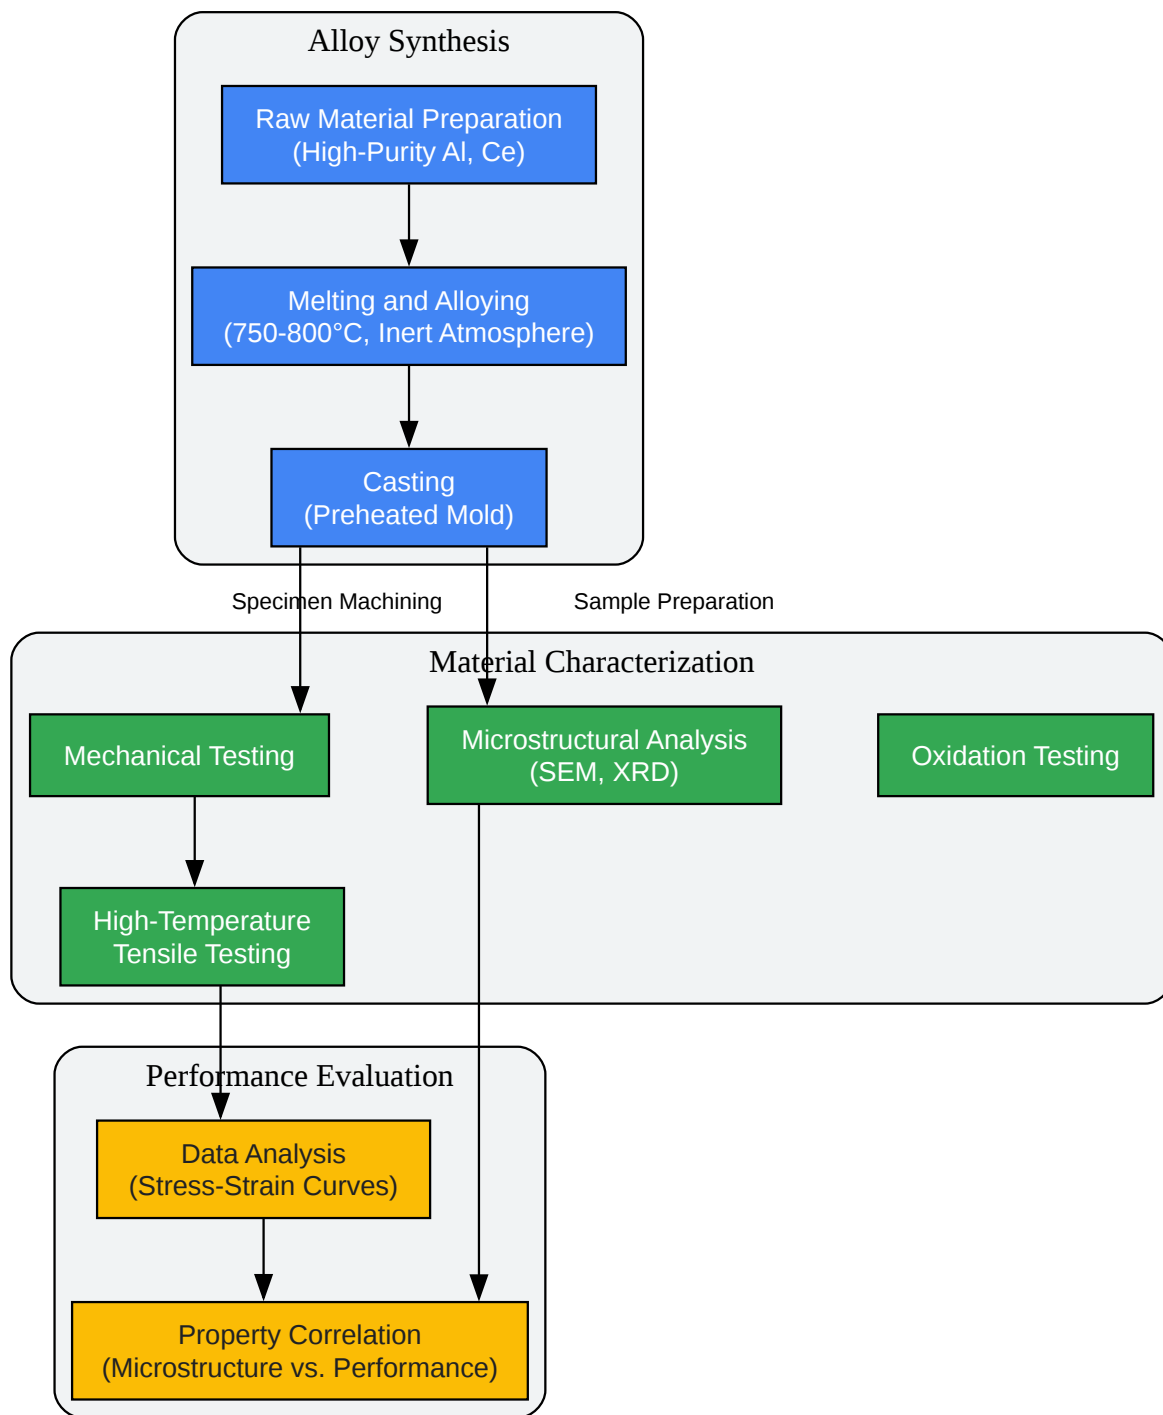 Alloy Synthesis
Raw Material Preparation
(High-Purity Al, Ce)
Melting and Alloying
(750-800°C, Inert Atmosphere)
Casting
(Preheated Mold)
Specimen Machining
Sample Preparation
Material Characterization
Mechanical Testing
Microstructural Analysis
(SEM, XRD)
Oxidation Testing
High-Temperature
Tensile Testing
Performance Evaluation
Data Analysis
(Stress-Strain Curves)
Property Correlation
(Microstructure vs. Performance)